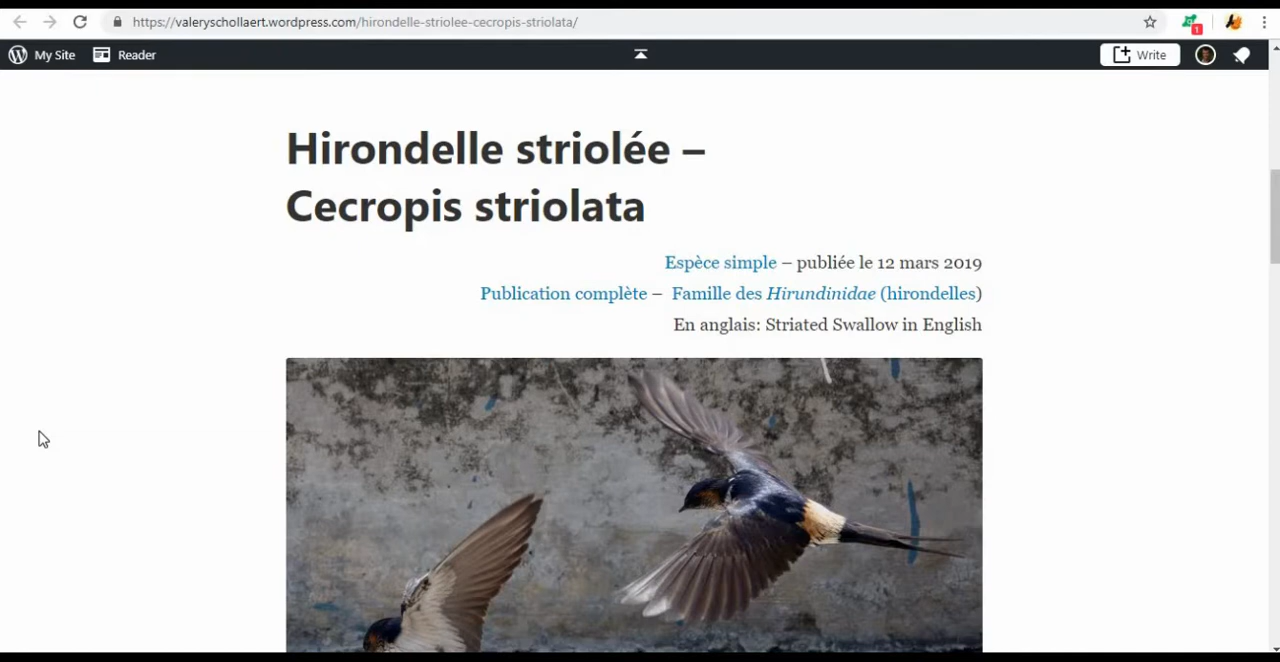 https://valeryschollaert.wordpress.com/hirondelle-striolee-cecropis-striolata/
1
My Site Reader Write
Hirondelle striolée –
Cecropis striolata
Espèce simple – publiée le 12 mars 2019
Publication complète – Famille des Hirundinidae (hirondelles)
En anglais: Striated Swallow in English